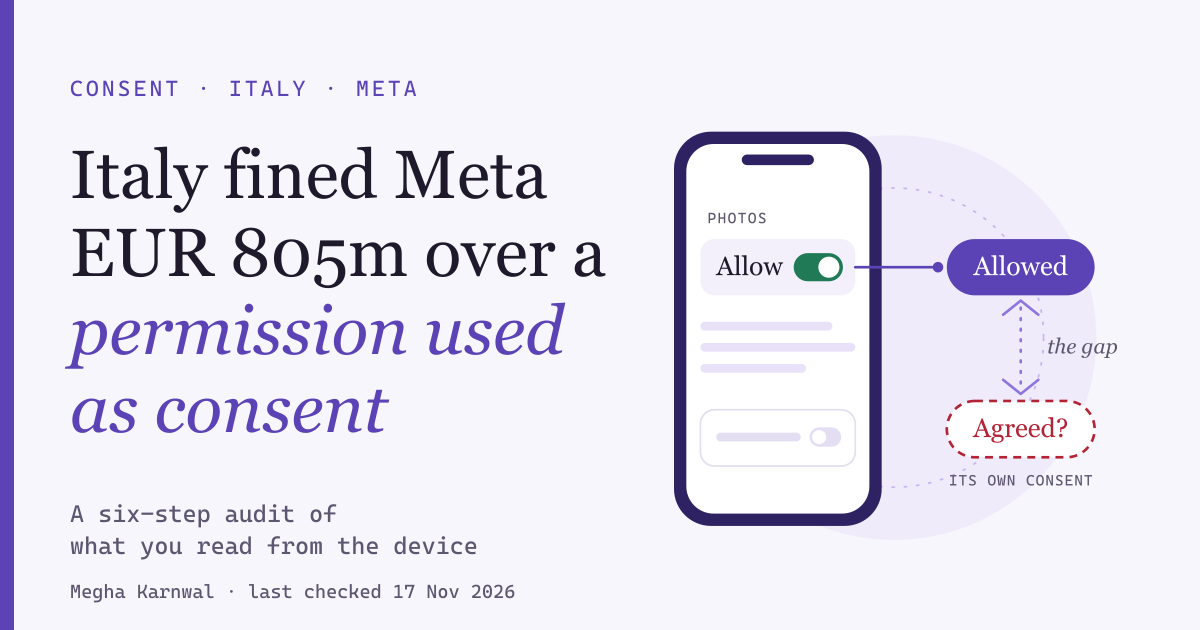 CONSENT · ITALY · META
Italy fined Meta
EUR 805m over a
permission used
as consent
A six-step audit of
what you read from the device
Megha Karnwal · last checked 17 Nov 2026
PHOTOS
Allow
Allowed
the gap
Agreed?
ITS OWN CONSENT